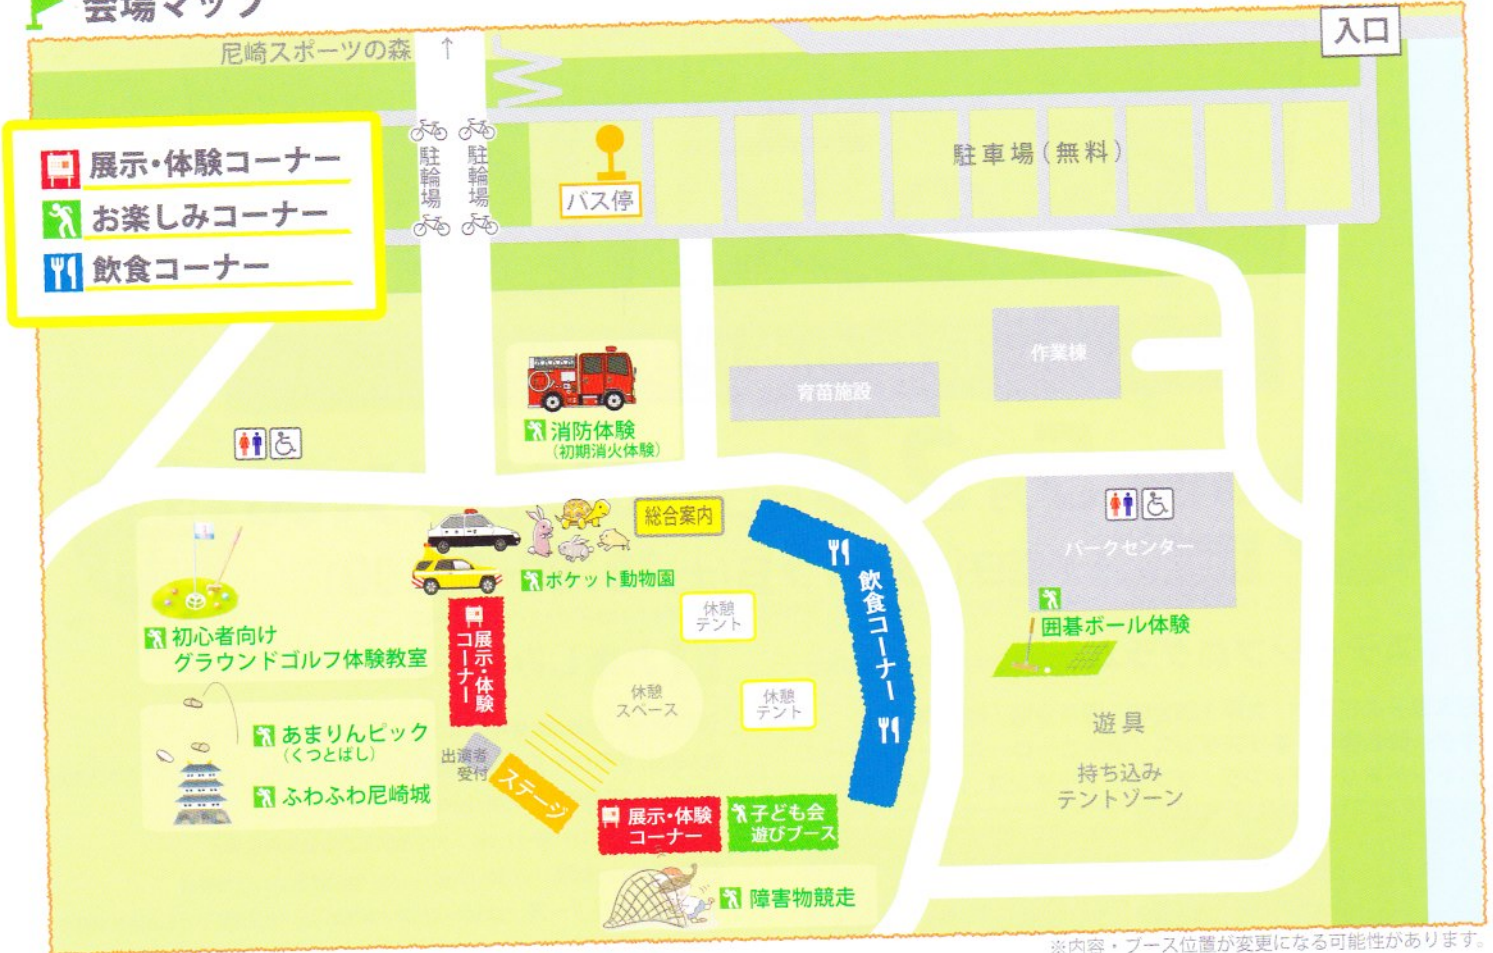 会場マップ
入口
尼崎スポーツの森
↑
展示・体験コーナー
お楽しみコーナー
飲食コーナー
駐輪場
駐輪場
バス停
駐車場(無料)
作業棟
育苗施設
消防体験
(初期消火体験)
総合案内
ポケット動物園
飲食コーナー
パークセンター
囲碁ボール体験
初心者向け
グラウンドゴルフ体験教室
展示・体験
コーナー
休憩
テント
休憩
スペース
休憩
テント
あまりんピック
(くつとばし)
ふわふわ尼崎城
出演者
受付
ステージ
遊具
持ち込み
テントゾーン
展示・体験
コーナー
子ども会
遊びブース
障害物競走
※内容・ブース位置が変更になる可能性があります。